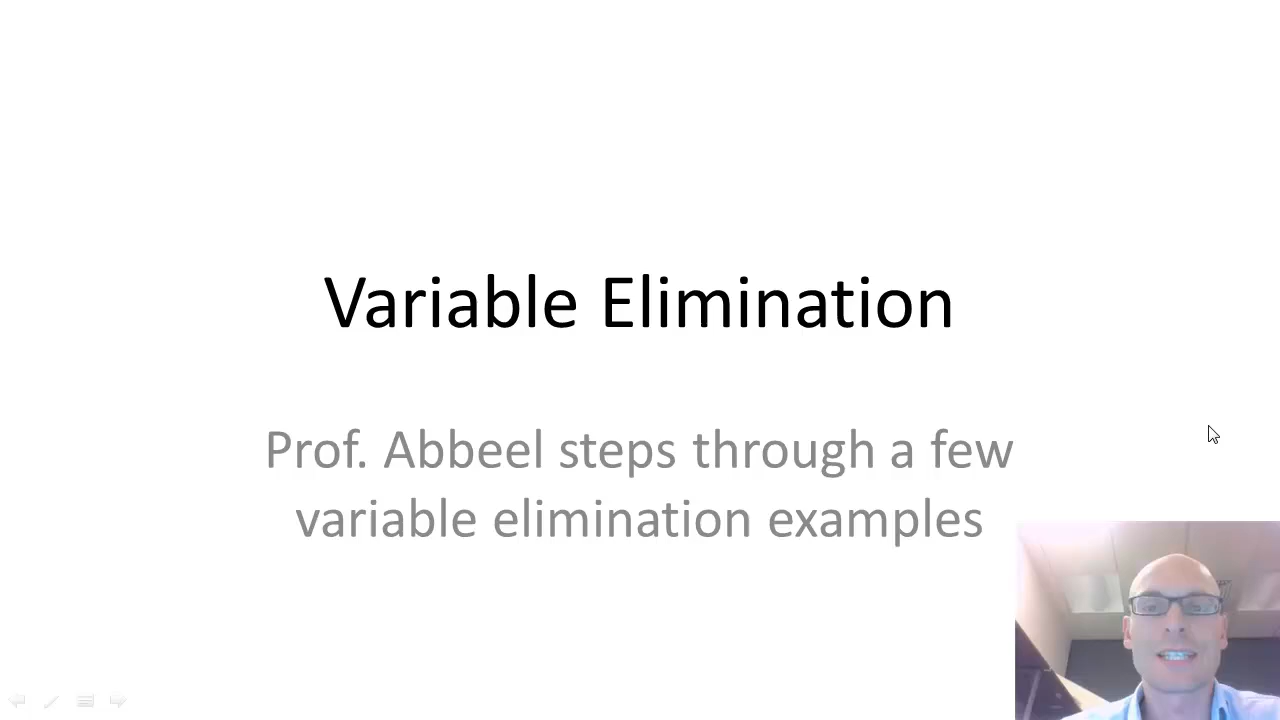 Variable Elimination
Prof. Abbeel steps through a few
variable elimination examples